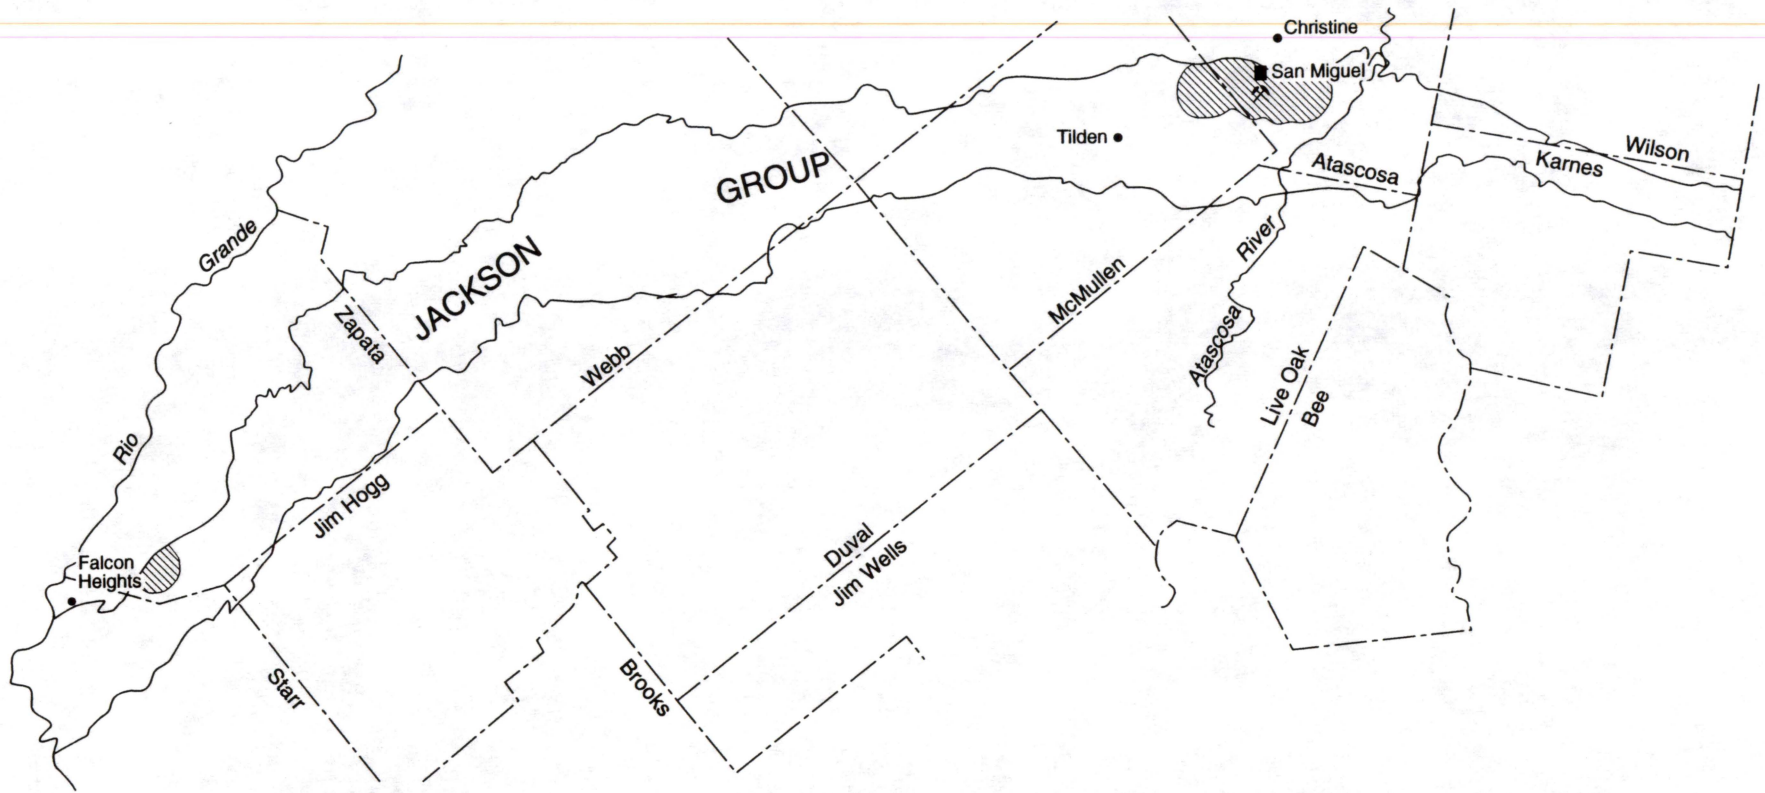 Christine
San Miguel
Tilden
Wilson
Karnes
Atascosa
GROUP
JACKSON
Rio Grande
Zapata
Webb
McMullen
Atascosa River
Live Oak
Bee
Jim Hogg
Duval
Jim Wells
Falcon
Heights
Starr
Brooks